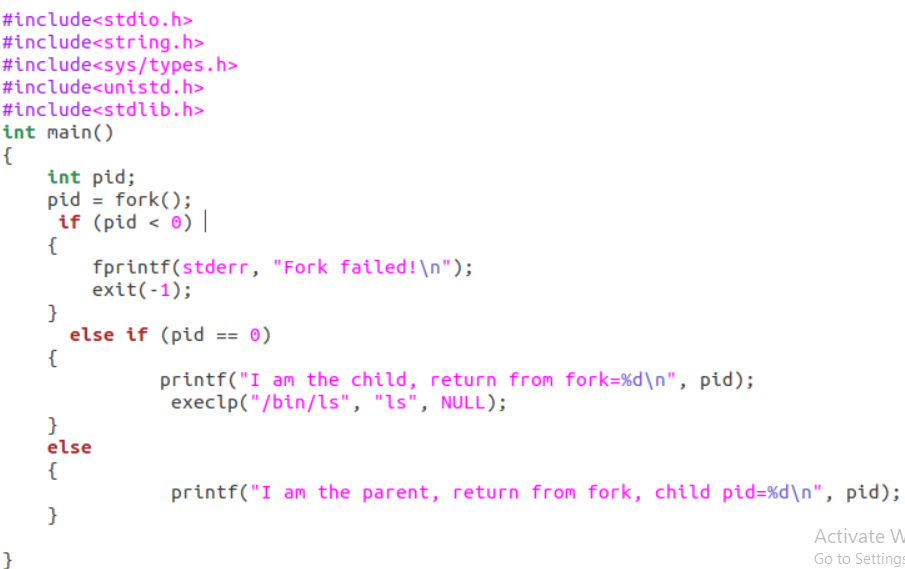 #include<stdio.h>
#include<string.h>
#include<sys/types.h>
#include<unistd.h>
#include<stdlib.h>
int main()
{
    int pid;
    pid = fork();
     if (pid < 0)
    {
        fprintf(stderr, "Fork failed!\n");
        exit(-1);
    }
      else if (pid == 0)
    {
              printf("I am the child, return from fork=%d\n", pid);
               execlp("/bin/ls", "ls", NULL);
    }
    else
    {
               printf("I am the parent, return from fork, child pid=%d\n", pid);
    }
Activate W
Go to Settings
}